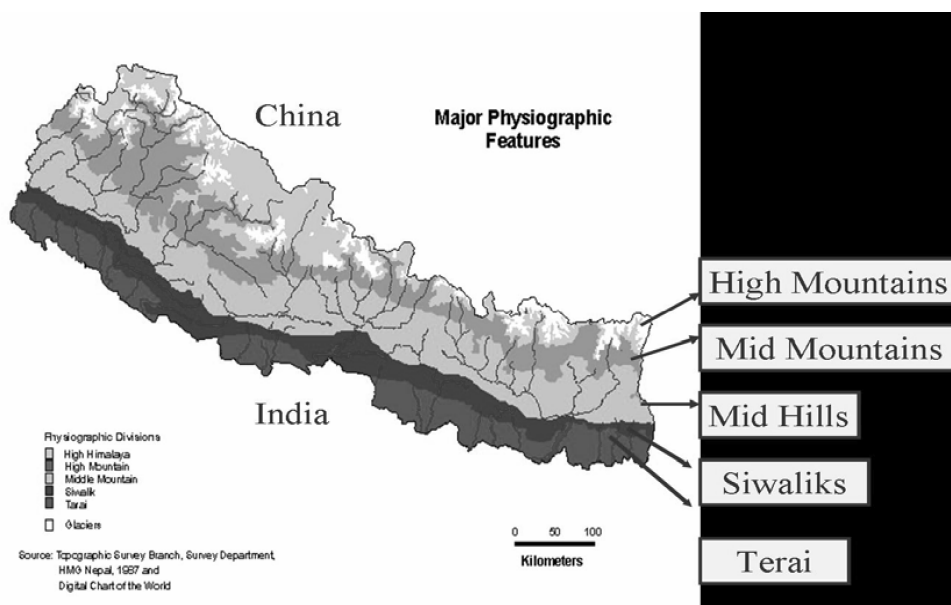 China
Major Physiographic
Features
High Mountains
Mid Mountains
India
Mid Hills
Physiographic Divisions
High Himalaya
High Mountain
Middle Mountain
Siwalik
Tarai
Glaciers
Siwaliks
0 50 100
Kilometers
Terai
Source: Topographic Survey Branch, Survey Department,
HMG Nepal, 1987 and
Digital Chart of the World